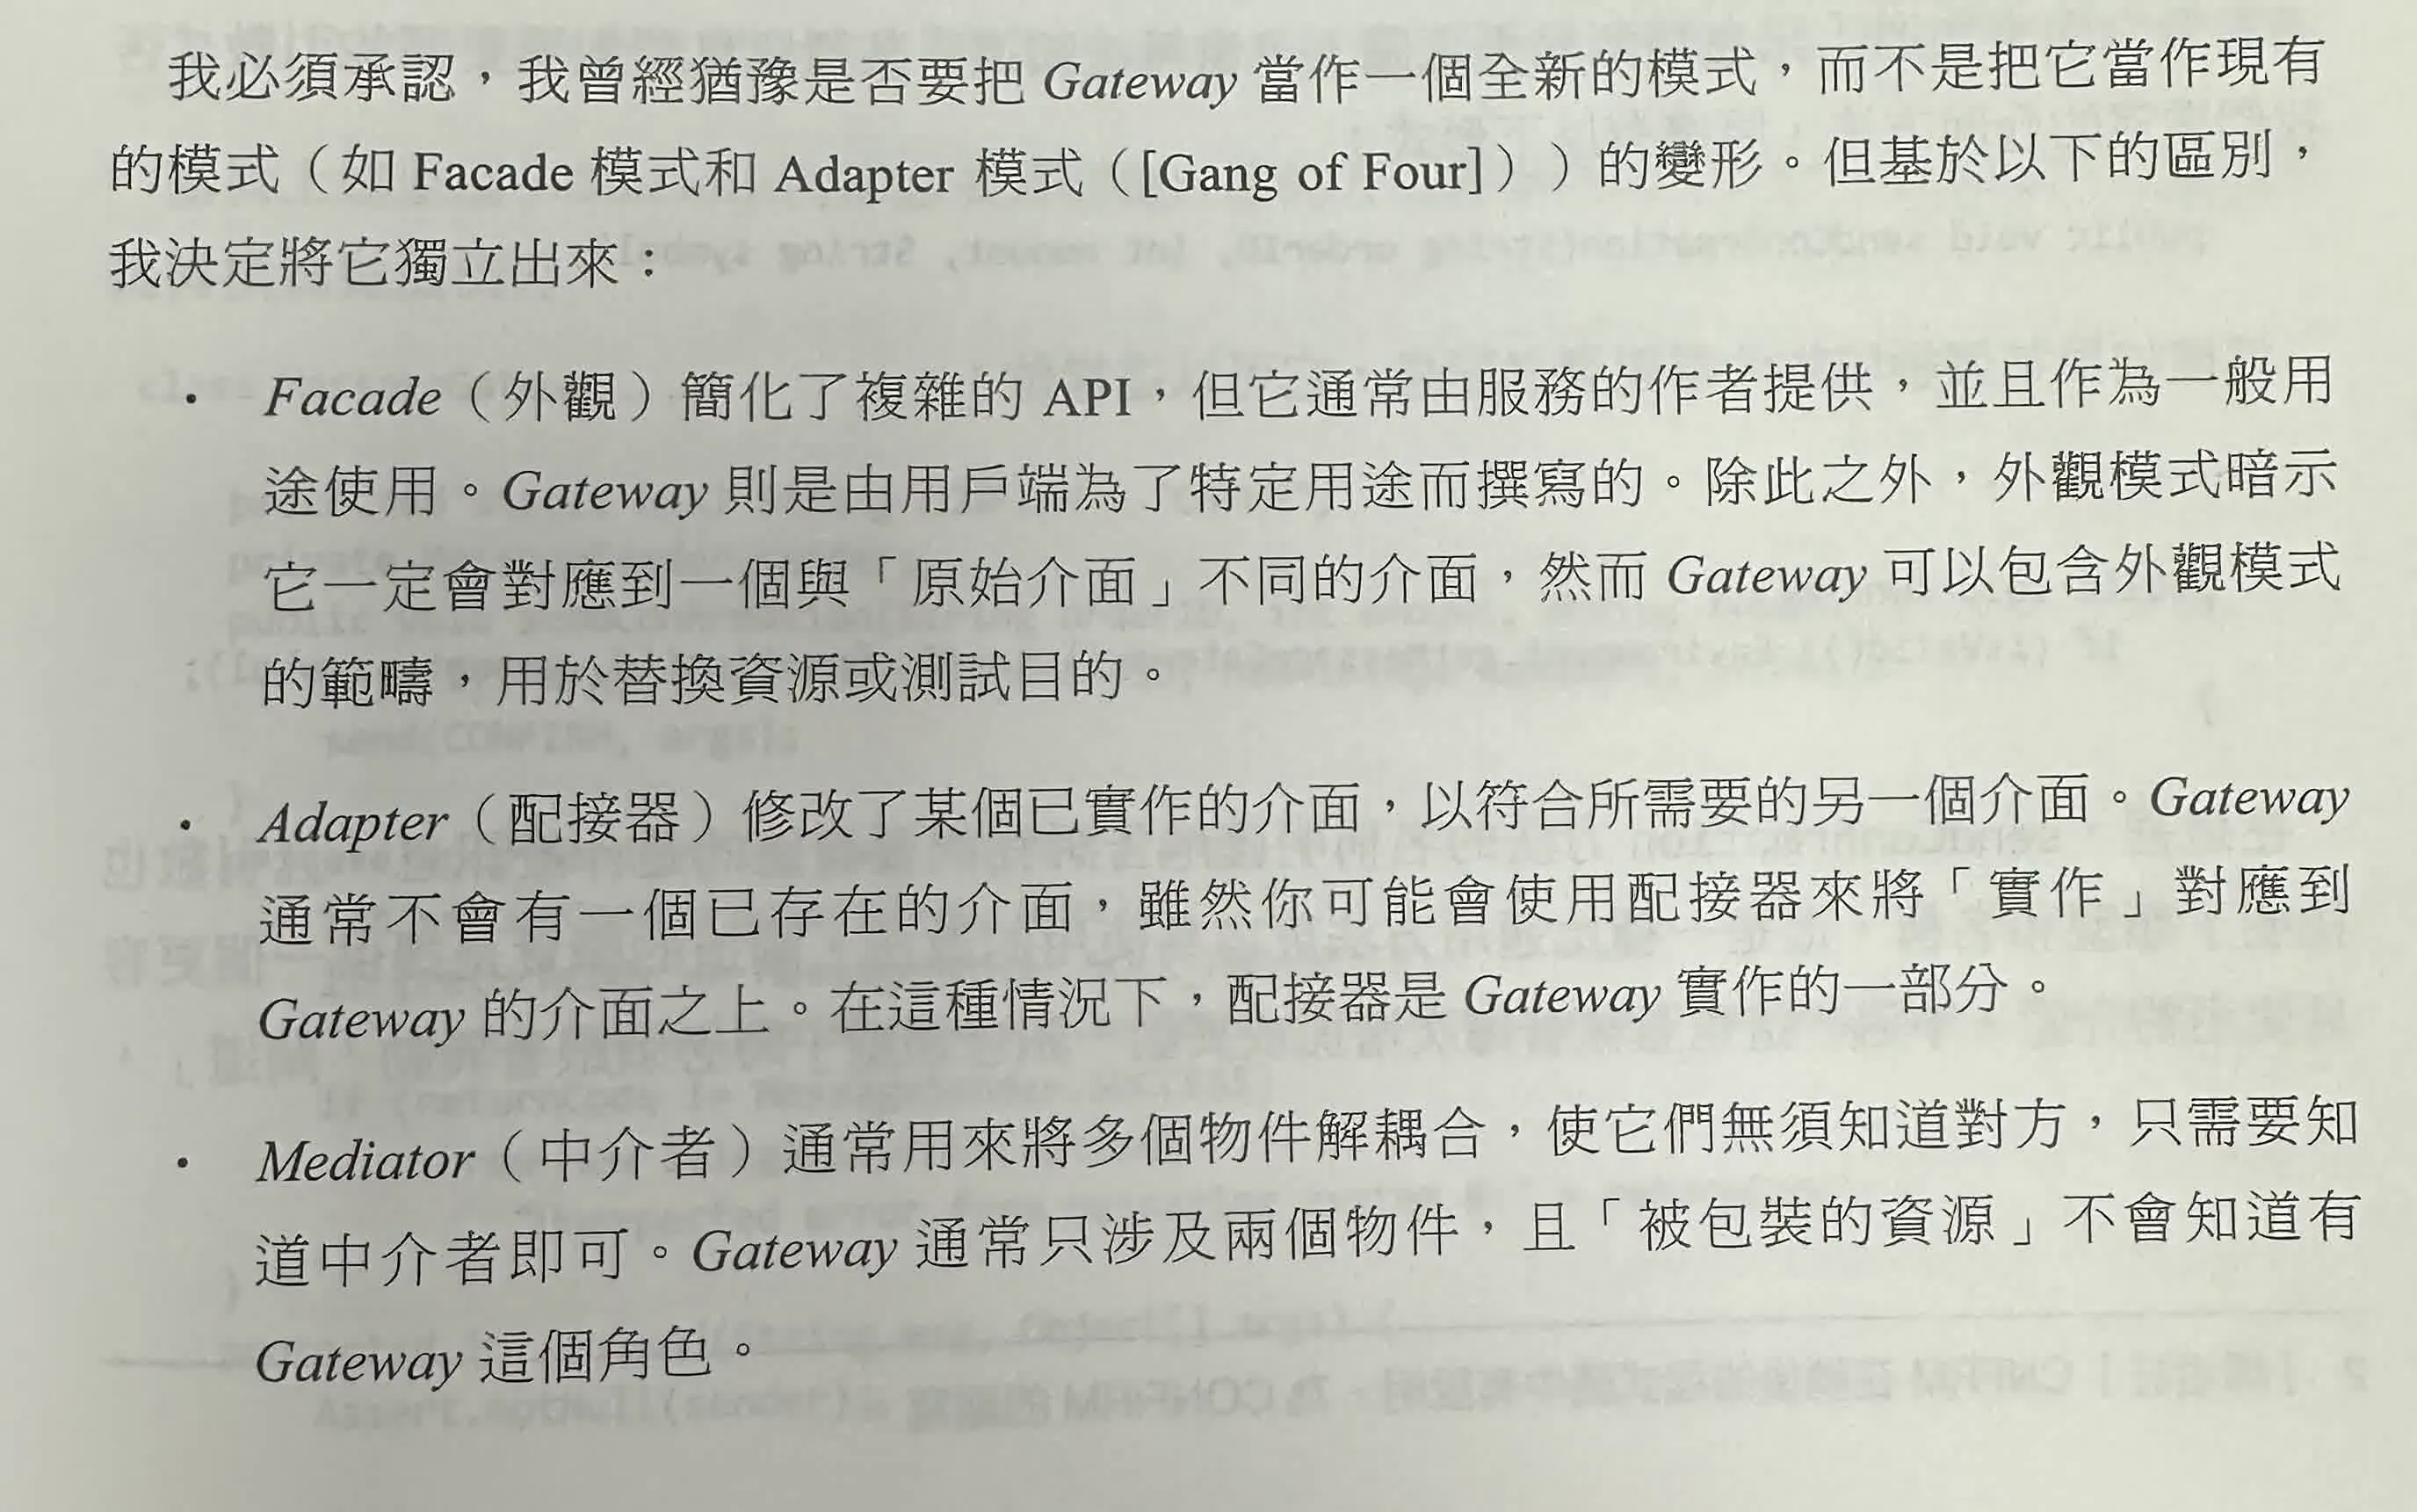 我必須承認，我曾經猶豫是否要把 Gateway 當作一個全新的模式，而不是把它當作現有
的模式（如 Facade 模式和 Adapter 模式（[Gang of Four]））的變形。但基於以下的區別，
我決定將它獨立出來：
• Facade（外觀）簡化了複雜的 API，但它通常由服務的作者提供，並且作為一般用
途使用。Gateway 則是由用戶端為了特定用途而撰寫的。除此之外，外觀模式暗示
它一定會對應到一個與「原始介面」不同的介面，然而 Gateway 可以包含外觀模式
的範疇，用於替換資源或測試目的。
• Adapter（配接器）修改了某個已實作的介面，以符合所需要的另一個介面。Gateway
通常不會有一個已存在的介面，雖然你可能會使用配接器來將「實作」對應到
Gateway 的介面之上。在這種情況下，配接器是 Gateway 實作的一部分。
• Mediator（中介者）通常用來將多個物件解耦合，使它們無須知道對方，只需要知
道中介者即可。Gateway 通常只涉及兩個物件，且「被包裝的資源」不會知道有
Gateway 這個角色。